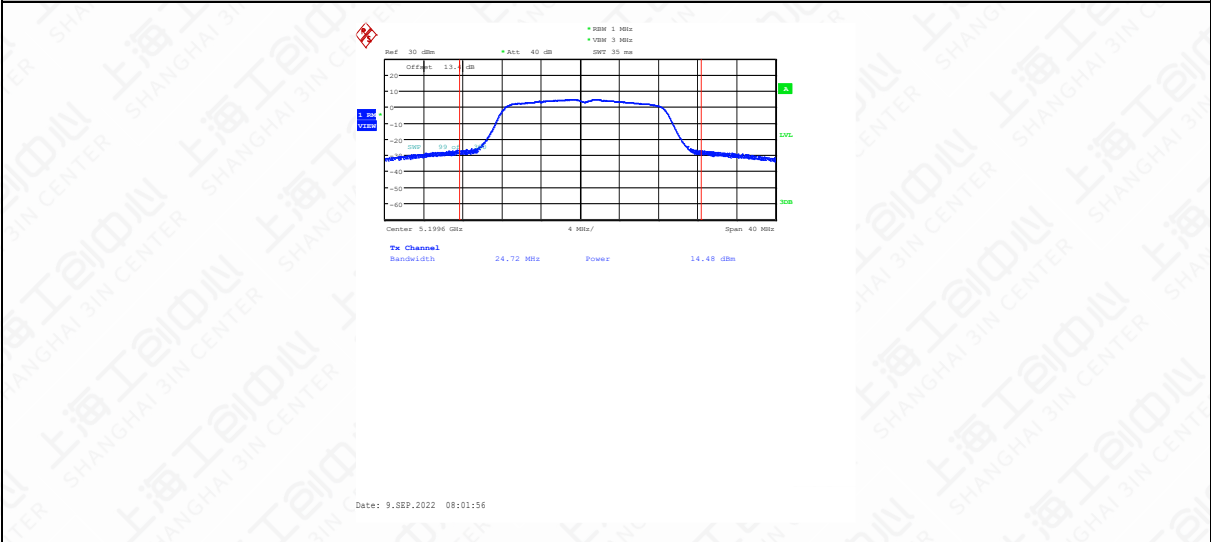 * RBW 1 MHz
* VBW 3 MHz
Ref 30 dBm * Att 40 dB SWT 35 ms
Offset 13.4 dB
20
10
A
0
1 RM *
VIEW
-10
LVL
-20
-30
-40
-50
3DB
-60
Center 5.1996 GHz 4 MHz/ Span 40 MHz
Tx Channel
Bandwidth 24.72 MHz Power 14.48 dBm
Date: 9.SEP.2022 08:01:56
上海工创中心
SHANGHAI 3IN CENTER